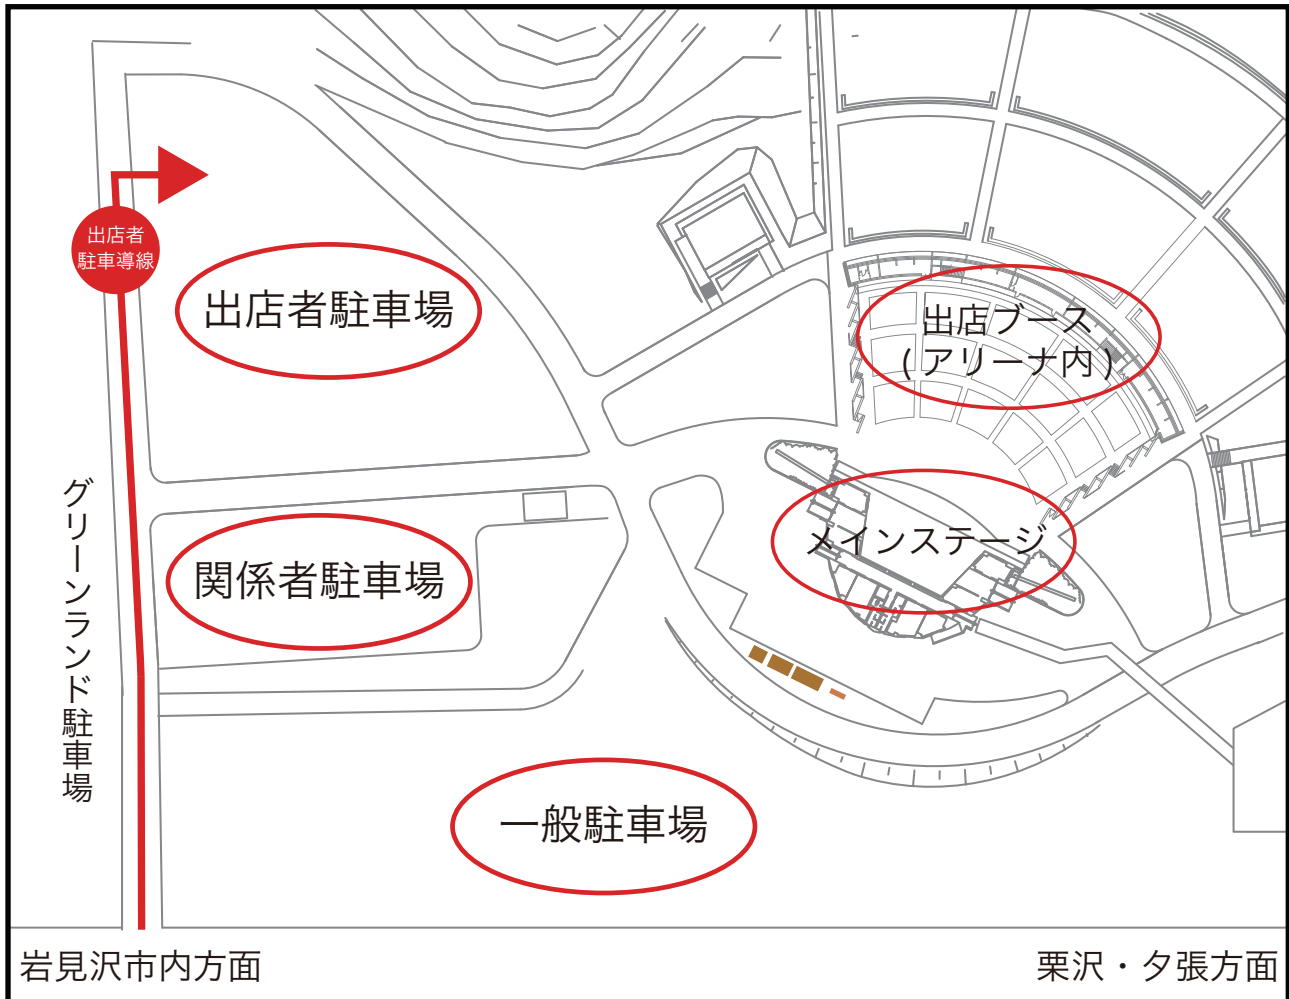 出店者
駐車導線
出店者駐車場
出店ブース
(アリーナ内)
グリーンランド駐車場
関係者駐車場
メインステージ
一般駐車場
岩見沢市内方面
栗沢・夕張方面